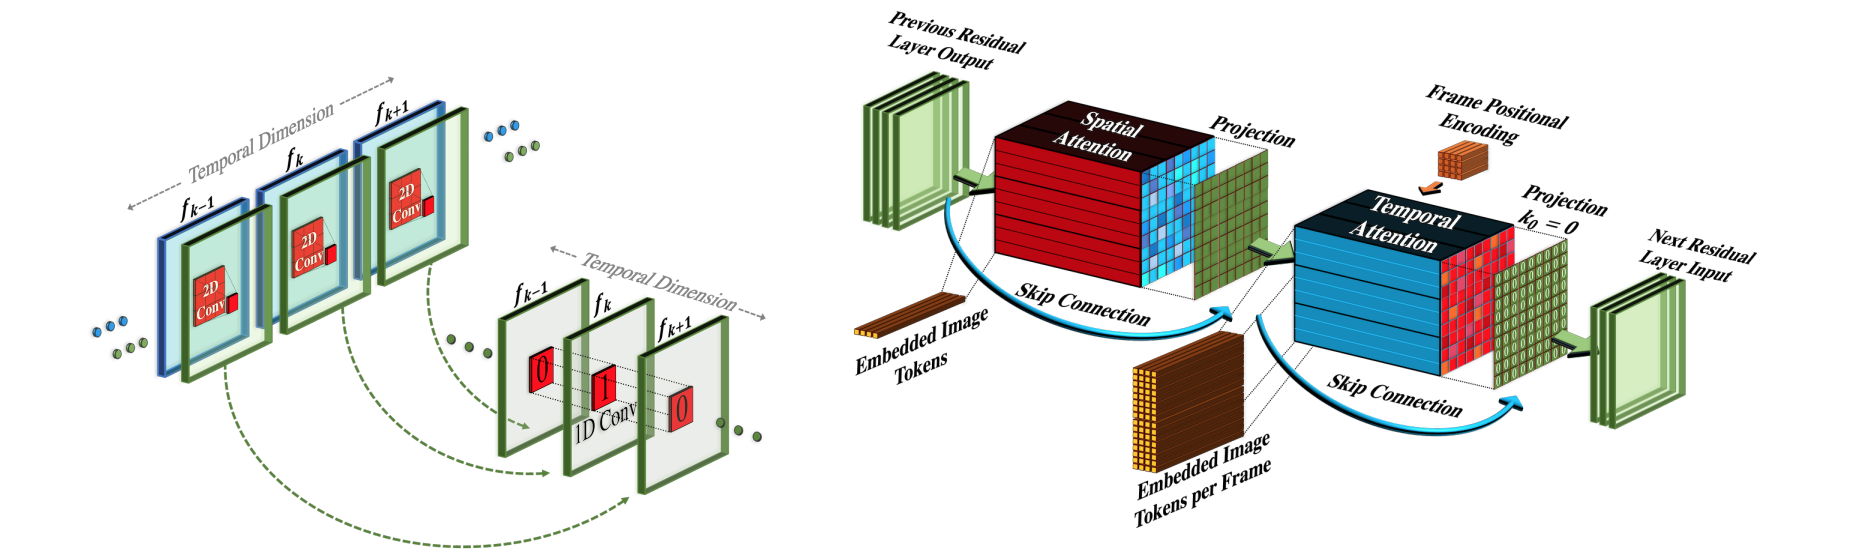 Temporal Dimension
f_{k-1}
f_k
f_{k+1}
2D
Conv
2D
Conv
2D
Conv
Temporal Dimension
f_{k-1}
f_k
f_{k+1}
0
1
0
1D Conv
Previous Residual
Layer Output
Spatial
Attention
Projection
Embedded Image
Tokens
Skip Connection
Frame Positional
Encoding
Temporal
Attention
Projection
k_0 = 0
Next Residual
Layer Input
Skip Connection
Embedded Image
Tokens per Frame